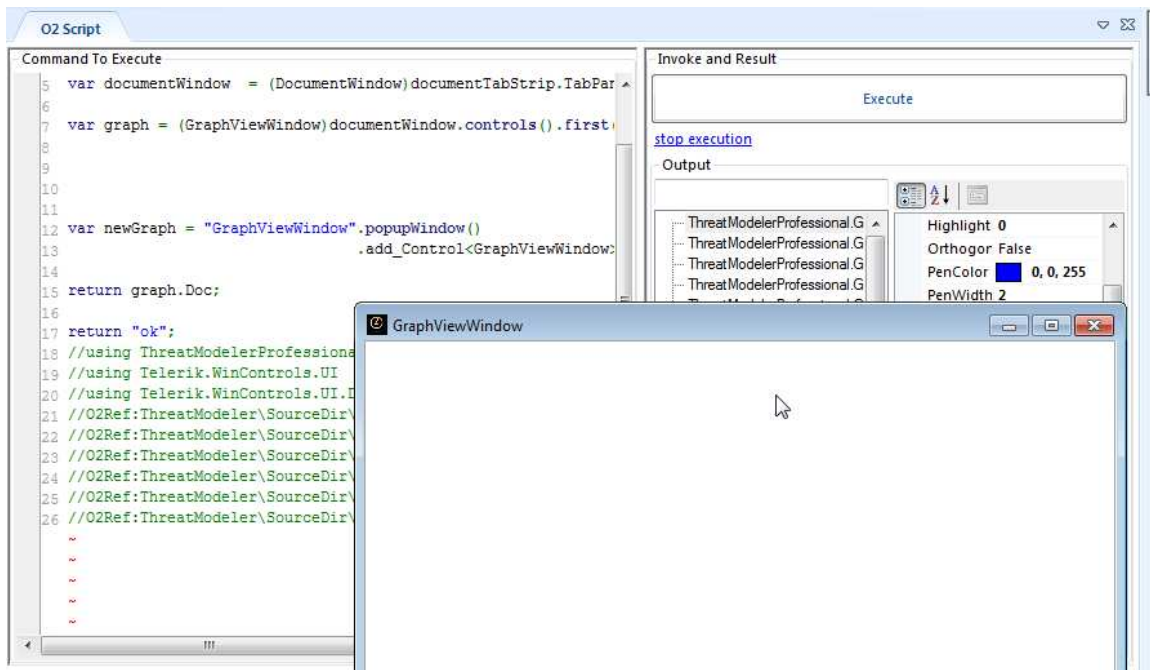 O2 Script
Command To Execute
5 var documentWindow = (DocumentWindow)documentTabStrip.TabPar
6
7 var graph = (GraphViewWindow)documentWindow.controls().first
8
9
10
11
12 var newGraph = "GraphViewWindow".popupWindow()
13 .add_Control<GraphViewWindow>
14
15 return graph.Doc;
16
17 return "ok";
18 //using ThreatModelerProfessiona
19 //using Telerik.WinControls.UI
20 //using Telerik.WinControls.UI.D
21 //O2Ref:ThreatModeler\SourceDir\
22 //O2Ref:ThreatModeler\SourceDir\
23 //O2Ref:ThreatModeler\SourceDir\
24 //O2Ref:ThreatModeler\SourceDir\
25 //O2Ref:ThreatModeler\SourceDir\
26 //O2Ref:ThreatModeler\SourceDir\
~
~
~
~
~
Invoke and Result
Execute
stop execution
Output
ThreatModelerProfessional.G
ThreatModelerProfessional.G
ThreatModelerProfessional.G
ThreatModelerProfessional.G
Highlight 0
Orthogor False
PenColor 0, 0, 255
PenWidth 2
GraphViewWindow